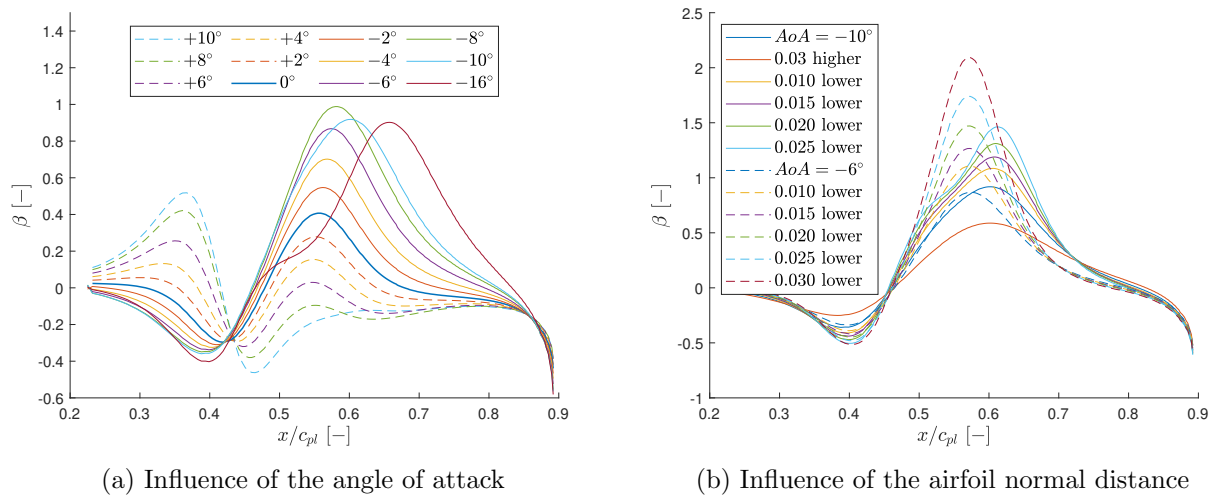 1.4
1.2
1
0.8
0.6
0.4
0.2
0
-0.2
-0.4
-0.6
β [−]
+10° +4° −2° −8°
+8° +2° −4° −10°
+6° 0° −6° −16°
0.2 0.3 0.4 0.5 0.6 0.7 0.8 0.9
x/c_{pl} [−]
(a) Influence of the angle of attack
2.5
2
1.5
1
0.5
0
-0.5
-1
β [−]
AoA = −10°
0.03 higher
0.010 lower
0.015 lower
0.020 lower
0.025 lower
AoA = −6°
0.010 lower
0.015 lower
0.020 lower
0.025 lower
0.030 lower
0.2 0.3 0.4 0.5 0.6 0.7 0.8 0.9
x/c_{pl} [−]
(b) Influence of the airfoil normal distance